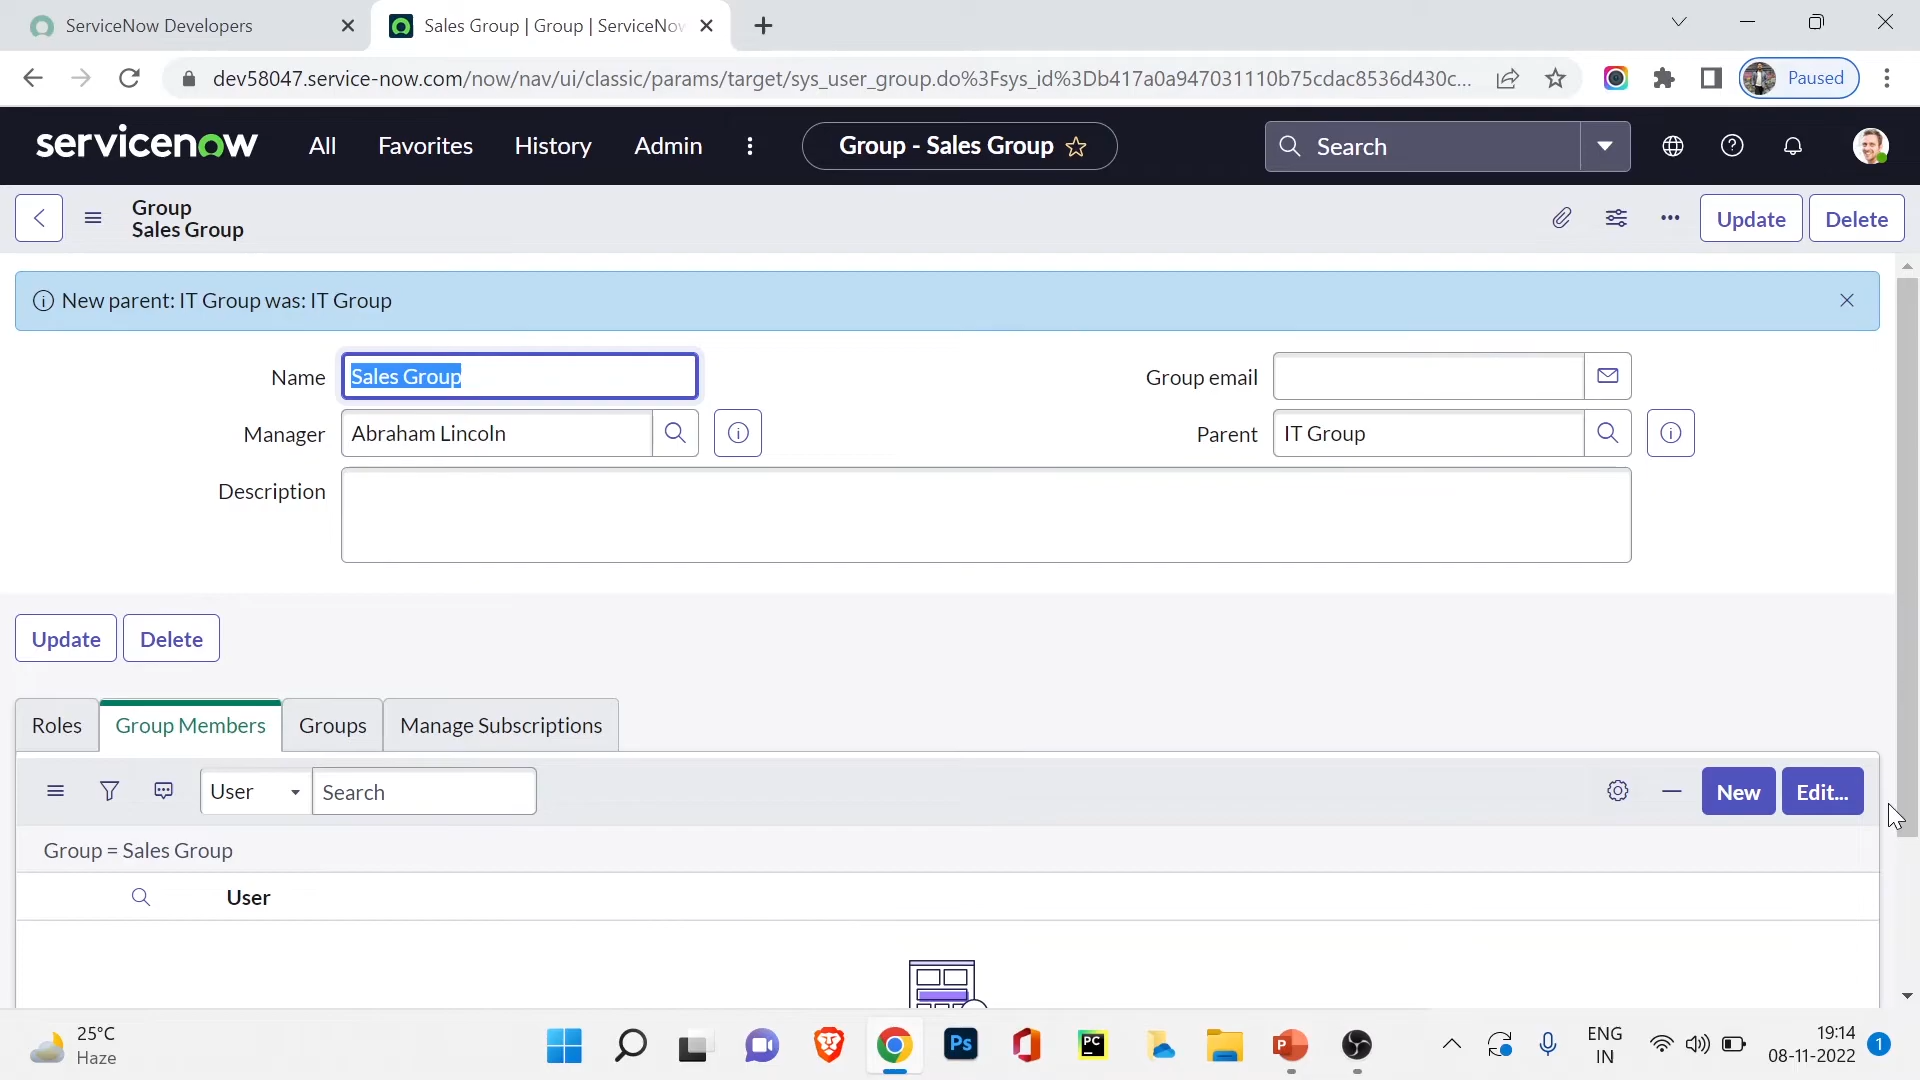 ServiceNow Developers
Sales Group | Group | ServiceNow
dev58047.service-now.com/now/nav/ui/classic/params/target/sys_user_group.do%3Fsys_id%3Db417a0a947031110b75cdac8536d430c...
Paused
servicenow
All
Favorites
History
Admin
Group - Sales Group
Search
Group
Sales Group
Update
Delete
New parent: IT Group was: IT Group
Name
Sales Group
Group email
Manager
Abraham Lincoln
Parent
IT Group
Description
Update
Delete
Roles
Group Members
Groups
Manage Subscriptions
User
Search
New
Edit...
Group = Sales Group
User
25°C
Haze
Ps
PC
P
ENG
IN
19:14
08-11-2022
1